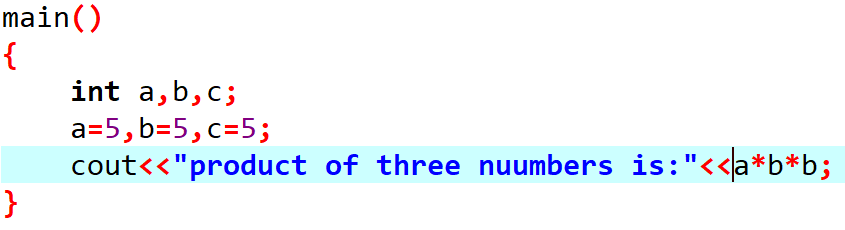 main()
{
int a,b,c;
a=5,b=5,c=5;
cout<<"product of three nuumbers is:"<<a*b*b;
}